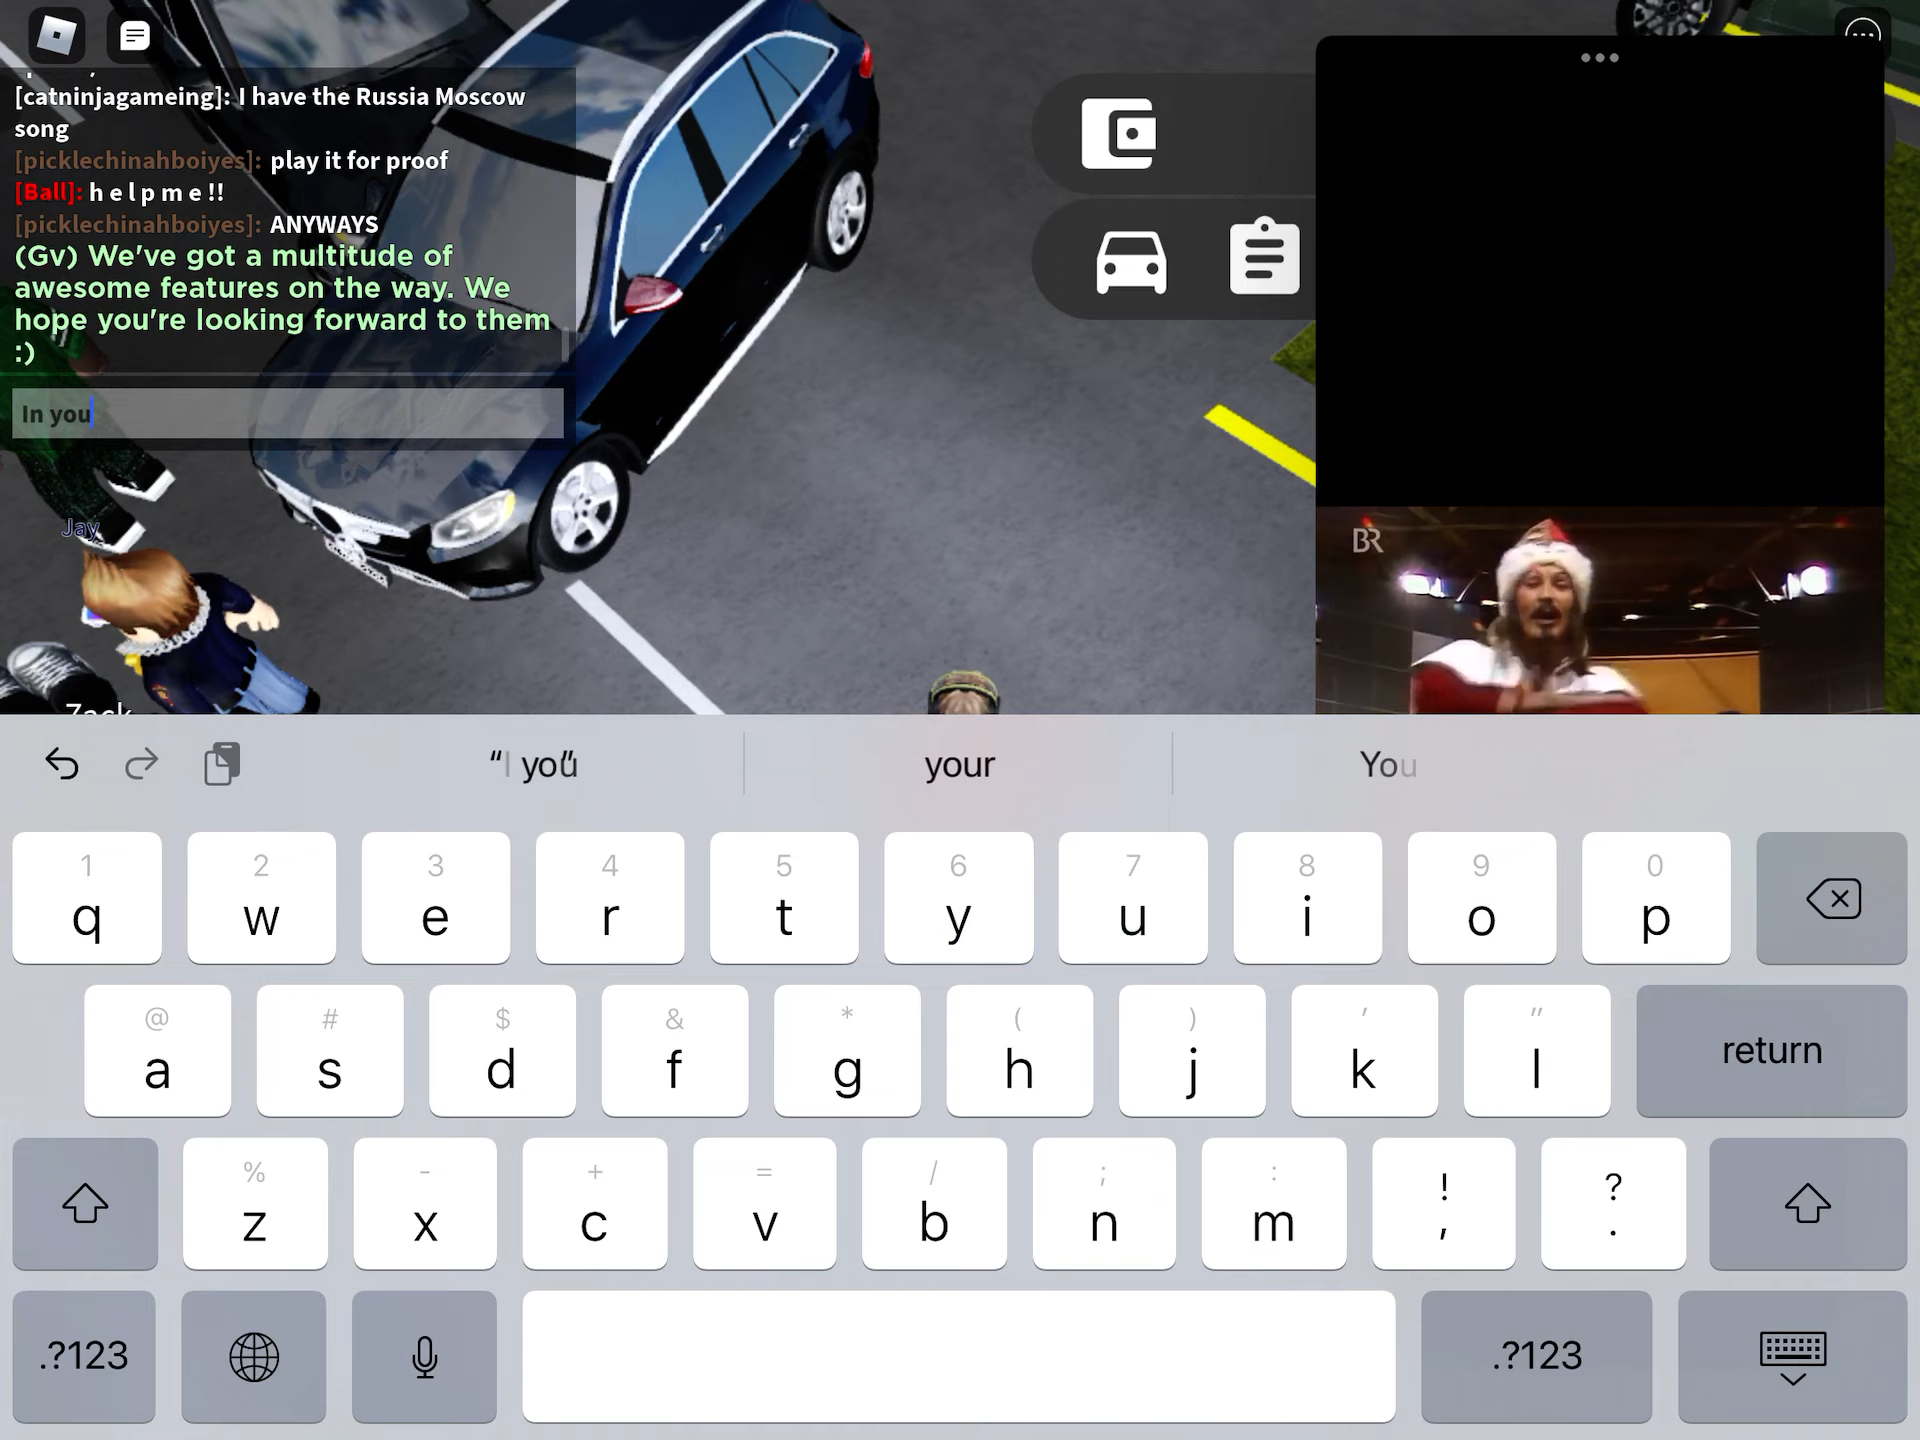 [catninjagameing]: I have the Russia Moscow
song
[picklechinahboiyes]: play it for proof
[Ball]: h e l p m e !!
[picklechinahboiyes]: ANYWAYS
(Gv) We've got a multitude of
awesome features on the way. We
hope you're looking forward to them
:)
In you
Jay
Zack
BR
your
You
1 2 3 4 5 6 7 8 9 0
q w e r t y u i o p
@ # $ & * ( ) ' "
a s d f g h j k l return
% - + = / ; : ! ?
z x c v b n m , .
.?123 .?123